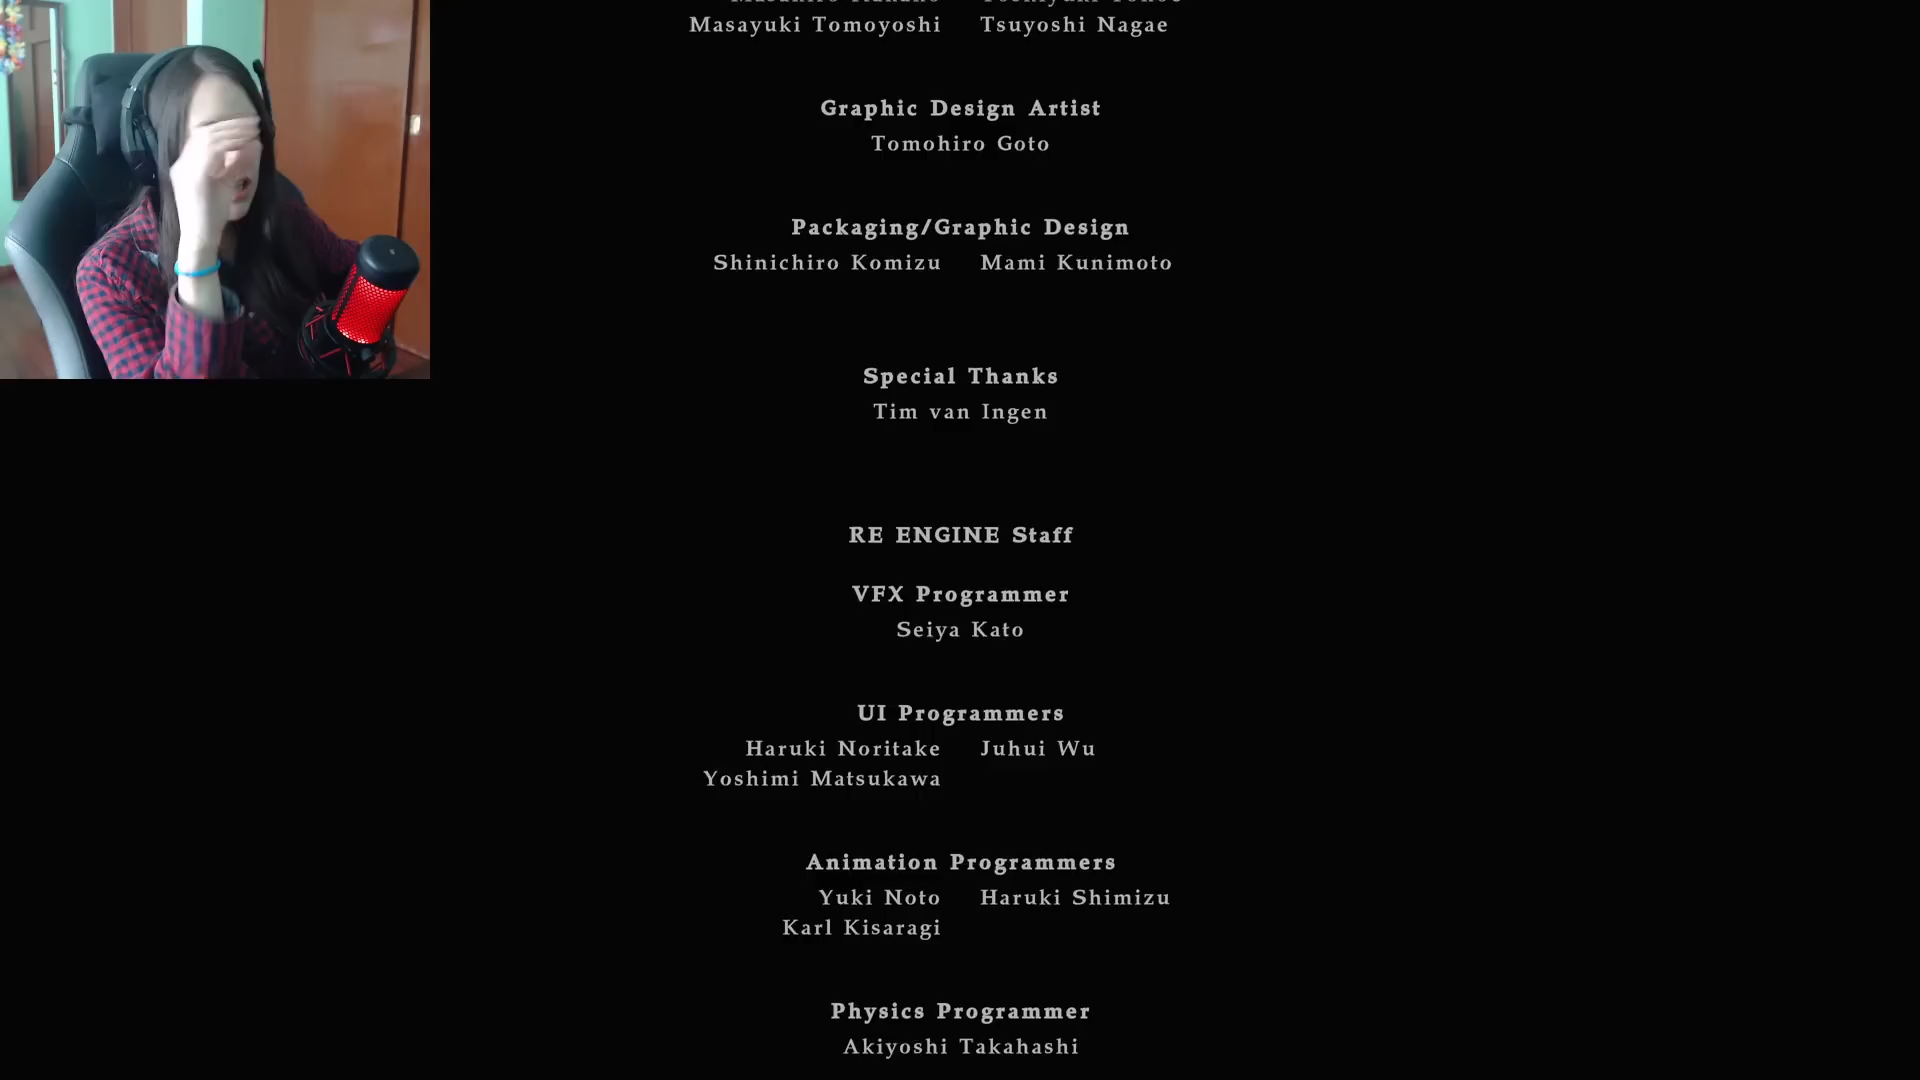 Masayuki Tomoyoshi Tsuyoshi Nagae
Graphic Design Artist
Tomohiro Goto
Packaging/Graphic Design
Shinichiro Komizu Mami Kunimoto
Special Thanks
Tim van Ingen
RE ENGINE Staff
VFX Programmer
Seiya Kato
UI Programmers
Haruki Noritake Juhui Wu
Yoshimi Matsukawa
Animation Programmers
Yuki Noto Haruki Shimizu
Karl Kisaragi
Physics Programmer
Akiyoshi Takahashi